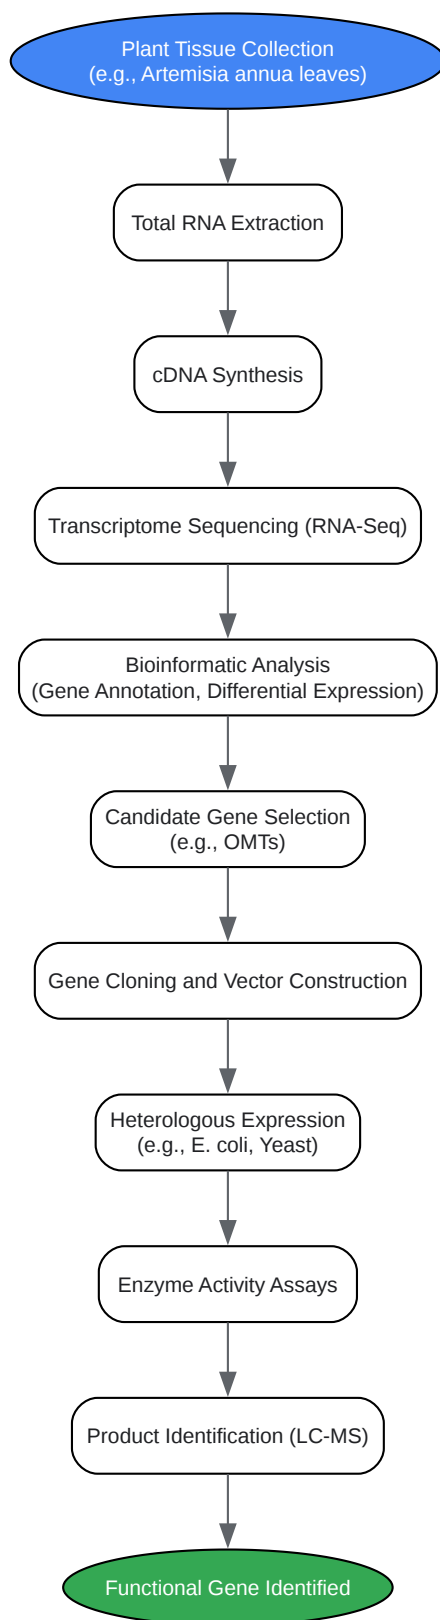 Plant Tissue Collection
(e.g., Artemisia annua leaves)
Total RNA Extraction
cDNA Synthesis
Transcriptome Sequencing (RNA-Seq)
Bioinformatic Analysis
(Gene Annotation, Differential Expression)
Candidate Gene Selection
(e.g., OMTs)
Gene Cloning and Vector Construction
Heterologous Expression
(e.g., E. coli, Yeast)
Enzyme Activity Assays
Product Identification (LC-MS)
Functional Gene Identified